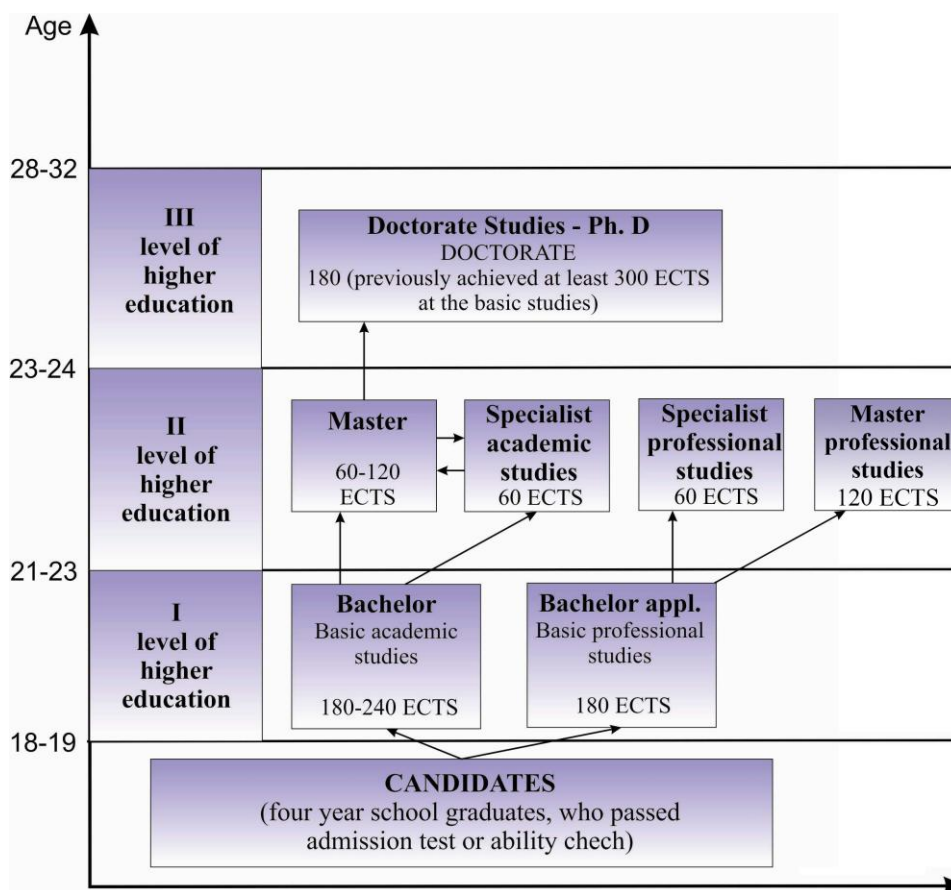 Age
28-32
III
level of
higher
education
Doctorate Studies - Ph. D
DOCTORATE
180 (previously achieved at least 300 ECTS
at the basic studies)
23-24
II
level of
higher
education
Master
60-120
ECTS
Specialist
academic
studies
60 ECTS
Specialist
professional
studies
60 ECTS
Master
professional
studies
120 ECTS
21-23
I
level of
higher
education
Bachelor
Basic academic
studies
180-240 ECTS
Bachelor appl.
Basic professional
studies
180 ECTS
18-19
CANDIDATES
(four year school graduates, who passed
admission test or ability chech)